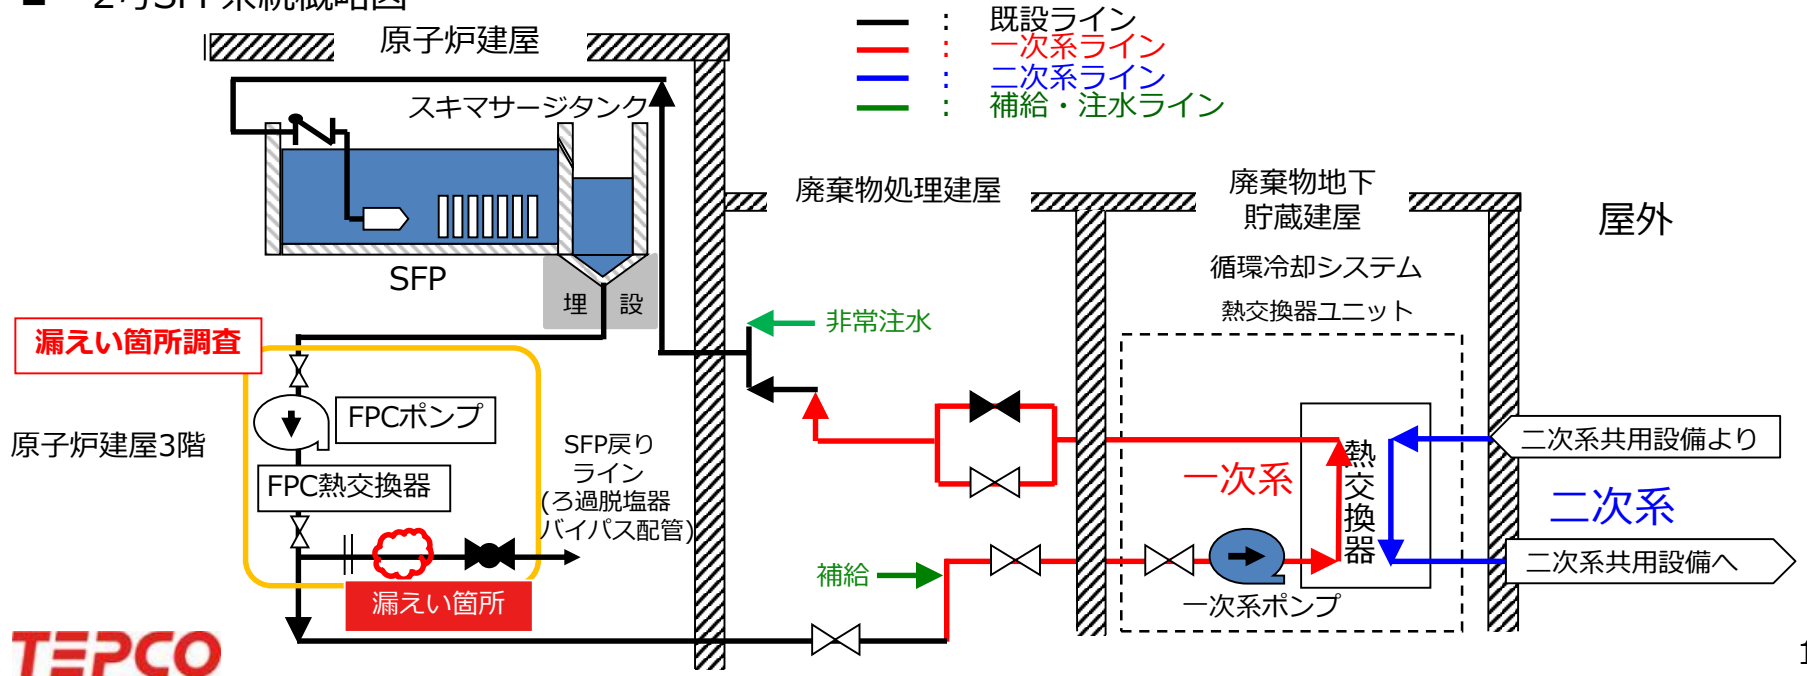 2号SFP系統概略図
： 既設ライン
： 一次系ライン
： 二次系ライン
： 補給・注水ライン
原子炉建屋
スキマサージタンク
SFP
埋 設
漏えい箇所調査
FPCポンプ
FPC熱交換器
原子炉建屋3階
SFP戻り
ライン
(ろ過脱塩器
バイパス配管)
漏えい箇所
廃棄物処理建屋
非常注水
補給
廃棄物地下
貯蔵建屋
循環冷却システム
熱交換器ユニット
一次系
熱交換器
一次系ポンプ
屋外
二次系共用設備より
二次系
二次系共用設備へ
TEPCO